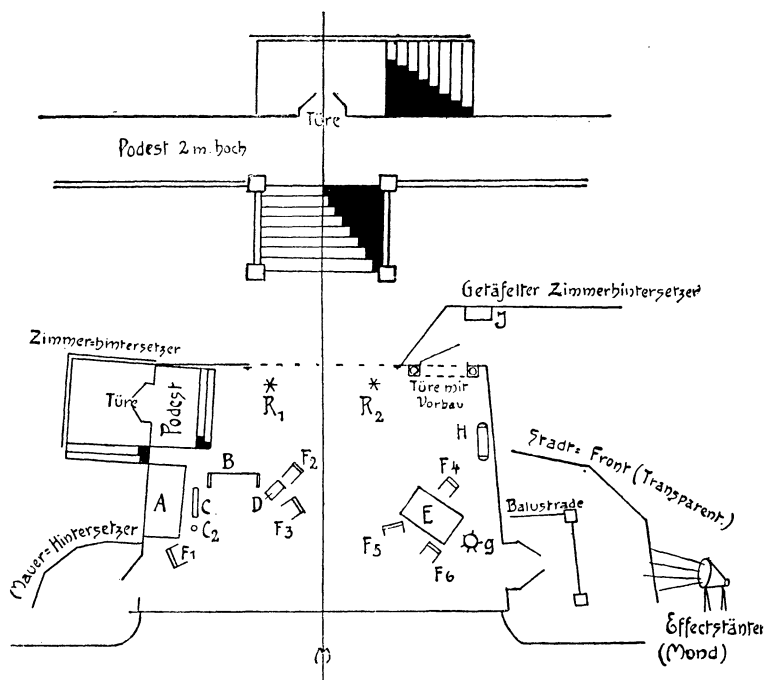 Türe
Podest 2 m. hoch
Getäfelter Zimmerhintersetzer
J
Zimmer=hintersetzer
Türe
Podest
R1
R2
Türe mit
Vorbau
H
Stadt= Front (Transparent.)
B
F2
F4
A
C
D
E
Balustrade
C2
F3
F5
g
F1
F6
Mauer=Hintersetzer
Effectständer
(Mond)
M